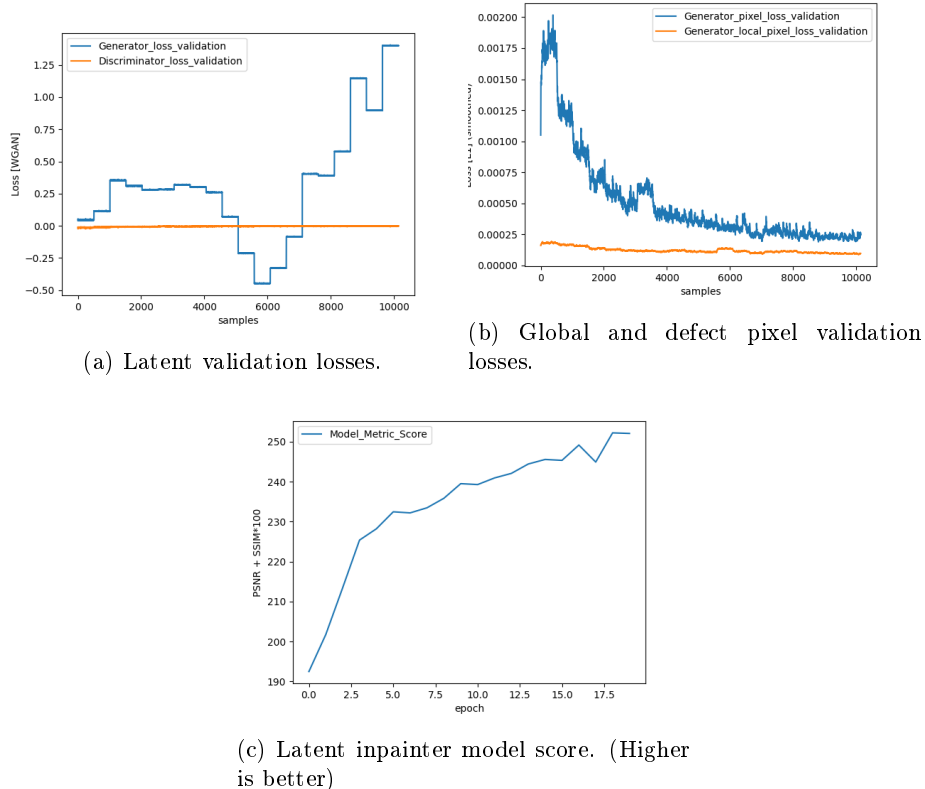 Generator_loss_validation
Discriminator_loss_validation
1.25
1.00
0.75
0.50
0.25
0.00
−0.25
−0.50
Loss [WGAN]
0 2000 4000 6000 8000 10000
samples
(a) Latent validation losses.
Generator_pixel_loss_validation
Generator_local_pixel_loss_validation
0.00200
0.00175
0.00150
0.00125
0.00100
0.00075
0.00050
0.00025
0.00000
Loss [L1] (smoothed)
0 2000 4000 6000 8000 10000
samples
(b) Global and defect pixel validation
losses.
Model_Metric_Score
250
240
230
220
210
200
190
PSNR + SSIM*100
0.0 2.5 5.0 7.5 10.0 12.5 15.0 17.5
epoch
(c) Latent inpainter model score. (Higher
is better)